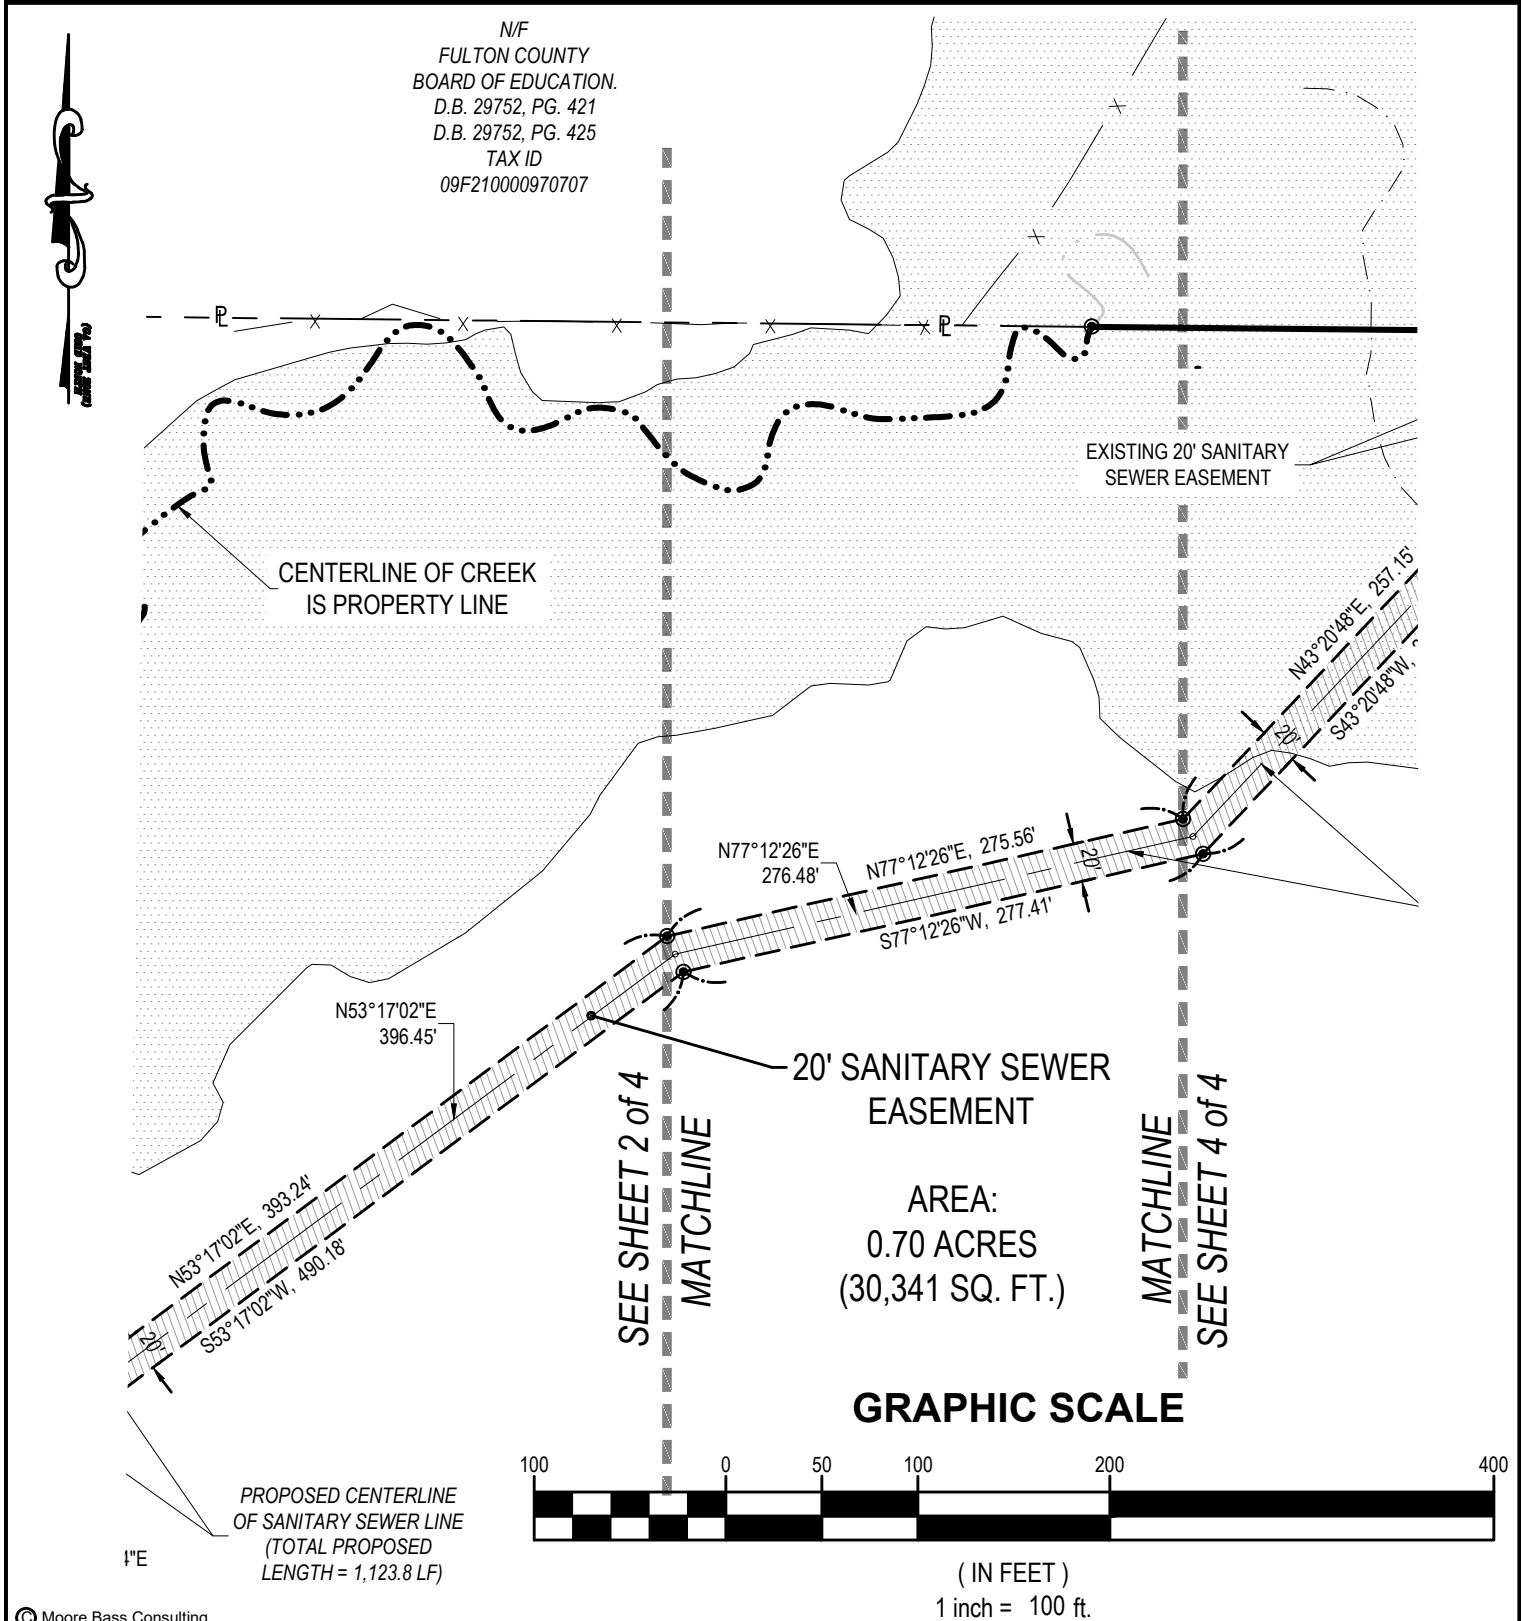 N/F
FULTON COUNTY
BOARD OF EDUCATION.
D.B. 29752, PG. 421
D.B. 29752, PG. 425
TAX ID
09F210000970707
EXISTING 20' SANITARY
SEWER EASEMENT
CENTERLINE OF CREEK
IS PROPERTY LINE
N43°20'48"E, 257.15'
S43°20'48"W,
20'
N77°12'26"E
276.48'
N77°12'26"E, 275.56'
20'
S77°12'26"W, 277.41'
N53°17'02"E
396.45'
20' SANITARY SEWER
EASEMENT
AREA:
0.70 ACRES
(30,341 SQ. FT.)
SEE SHEET 2 of 4
MATCHLINE
MATCHLINE
SEE SHEET 4 of 4
N53°17'02"E, 393.24'
S53°17'02"W, 490.18'
20'
GRAPHIC SCALE
100 0 50 100 200 400
( IN FEET )
1 inch = 100 ft.
PROPOSED CENTERLINE
OF SANITARY SEWER LINE
(TOTAL PROPOSED
LENGTH = 1,123.8 LF)
"E
© Moore Bass Consulting